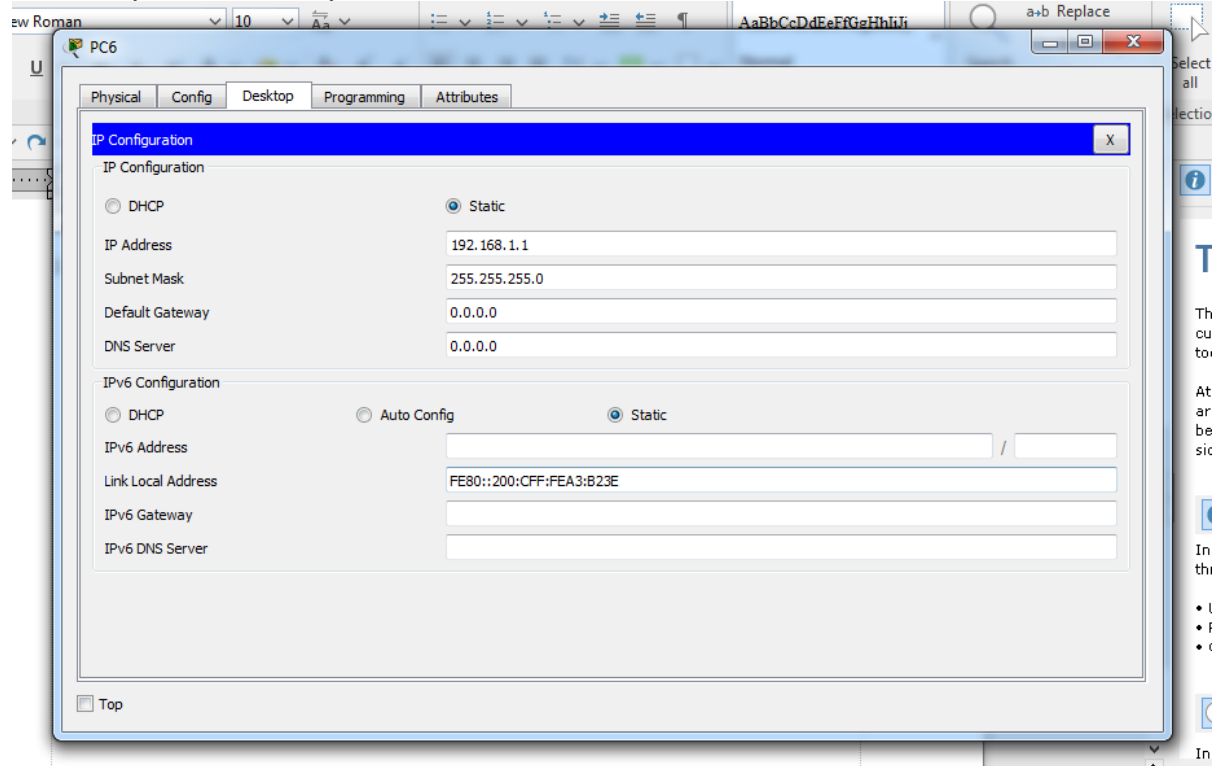 ew Roman 10 Aa AaBbCcDdEeFfGgHhIiJj a+b Replace
PC6
U
Select
all
Physical Config Desktop Programming Attributes
IP Configuration X
IP Configuration
DHCP Static
IP Address 192.168.1.1
Subnet Mask 255.255.255.0
Default Gateway 0.0.0.0
DNS Server 0.0.0.0
IPv6 Configuration
DHCP Auto Config Static
IPv6 Address /
Link Local Address FE80::200:CFF:FEA3:B23E
IPv6 Gateway
IPv6 DNS Server
Top
In
In